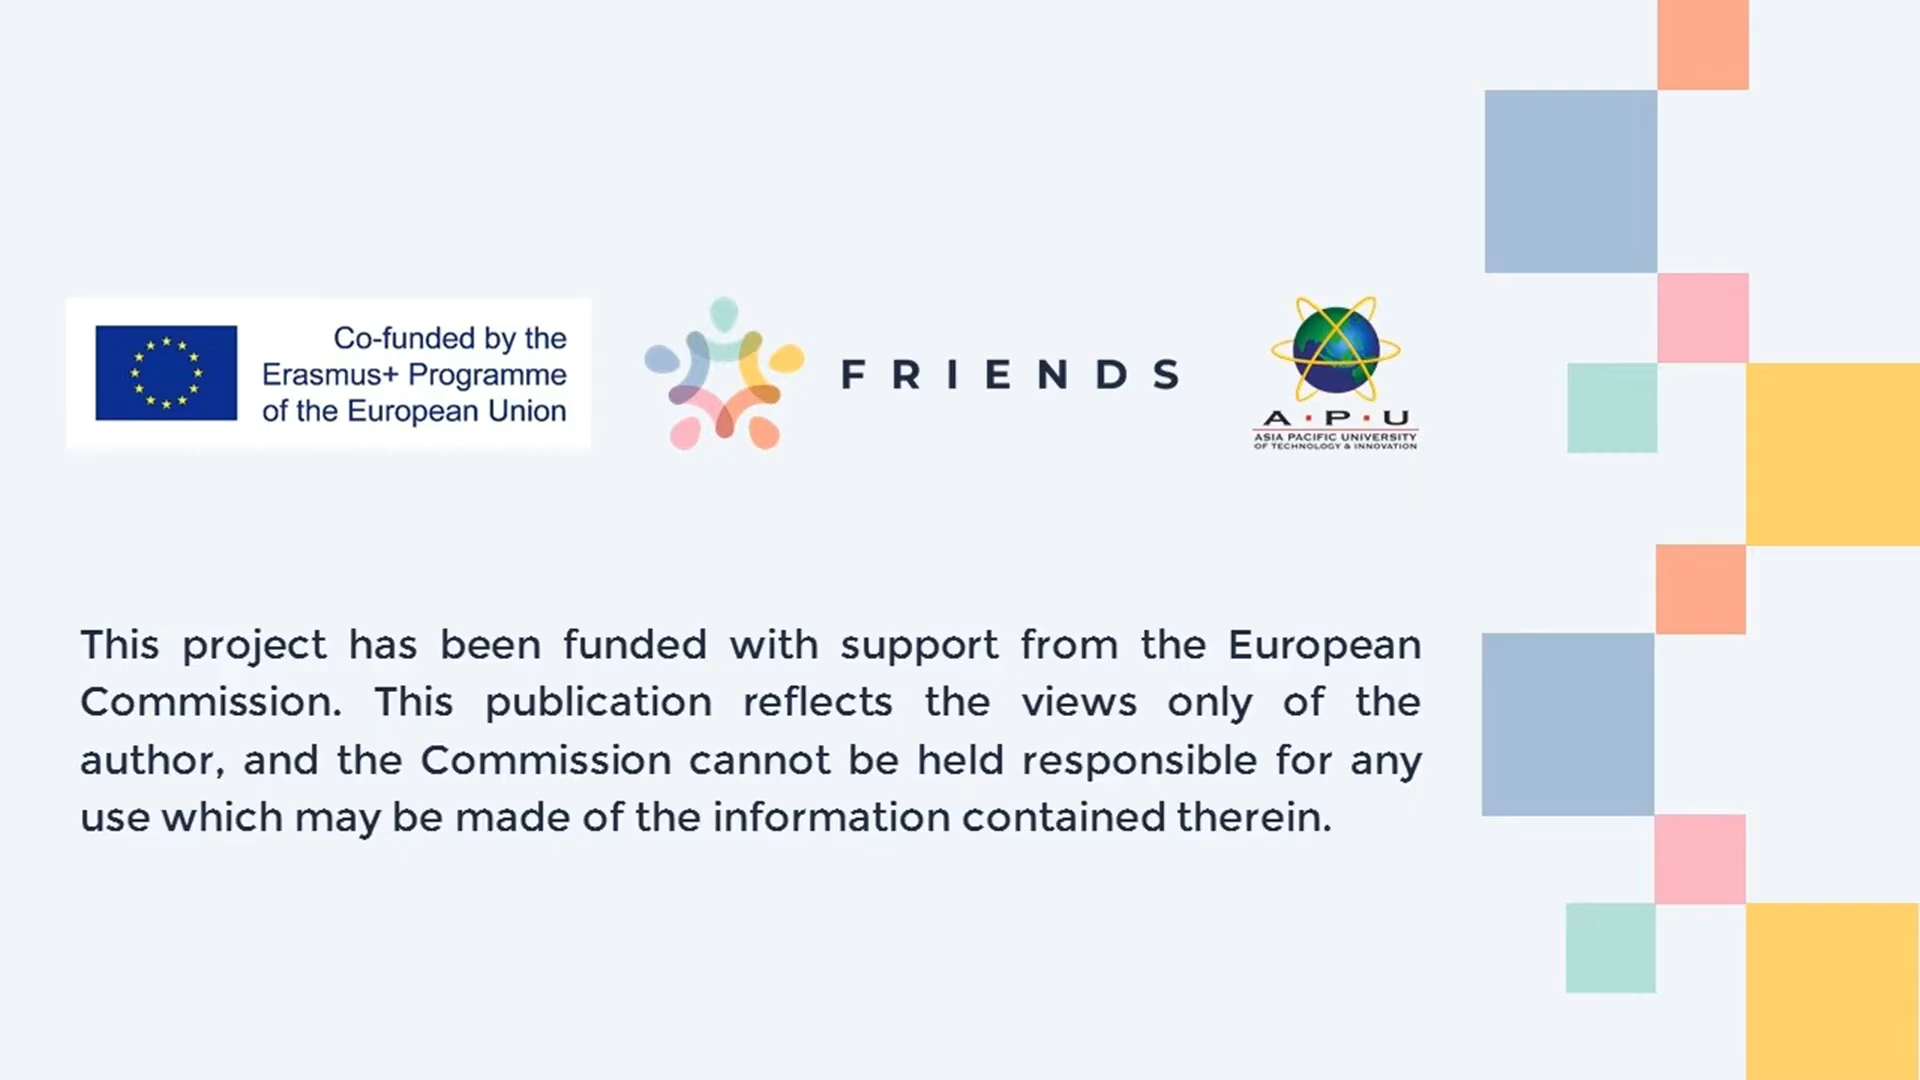 Co-funded by the
Erasmus+ Programme
of the European Union
FRIENDS
A·P·U
ASIA PACIFIC UNIVERSITY
OF TECHNOLOGY & INNOVATION
This project has been funded with support from the European
Commission. This publication reflects the views only of the
author, and the Commission cannot be held responsible for any
use which may be made of the information contained therein.